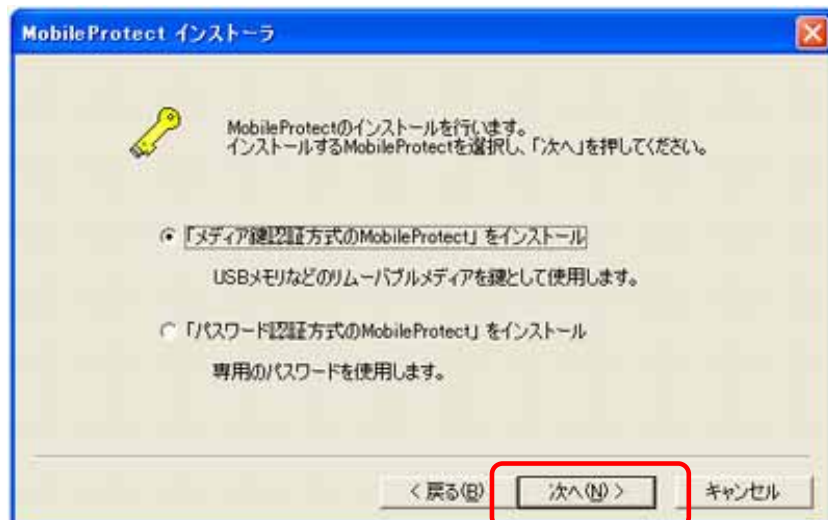 MobileProtect インストーラ
MobileProtectのインストールを行います。
インストールするMobileProtectを選択し、「次へ」を押してください。
「メディア鍵認証方式のMobileProtect」をインストール
USBメモリなどのリムーバブルメディアを鍵として使用します。
「パスワード認証方式のMobileProtect」をインストール
専用のパスワードを使用します。
< 戻る(B) 次へ(N) > キャンセル